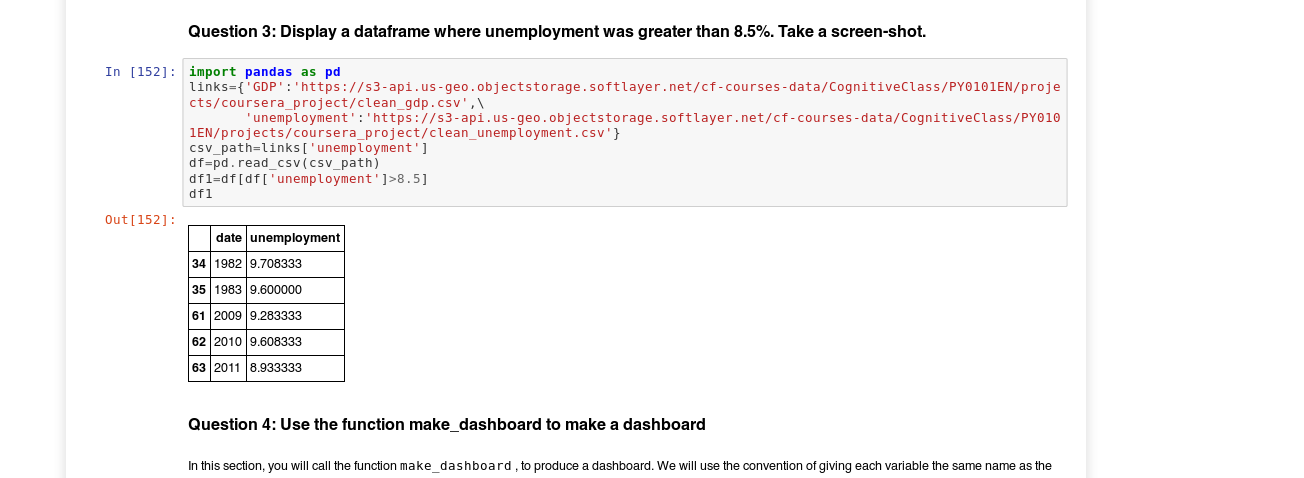 Question 3: Display a dataframe where unemployment was greater than 8.5%. Take a screen-shot.
In [152]:
import pandas as pd
links={'GDP':'https://s3-api.us-geo.objectstorage.softlayer.net/cf-courses-data/CognitiveClass/PY0101EN/proje
cts/coursera_project/clean_gdp.csv',\
       'unemployment':'https://s3-api.us-geo.objectstorage.softlayer.net/cf-courses-data/CognitiveClass/PY010
1EN/projects/coursera_project/clean_unemployment.csv'}
csv_path=links['unemployment']
df=pd.read_csv(csv_path)
df1=df[df['unemployment']>8.5]
df1
Out[152]:
date unemployment
34 1982 9.708333
35 1983 9.600000
61 2009 9.283333
62 2010 9.608333
63 2011 8.933333
Question 4: Use the function make_dashboard to make a dashboard
In this section, you will call the function make_dashboard , to produce a dashboard. We will use the convention of giving each variable the same name as the